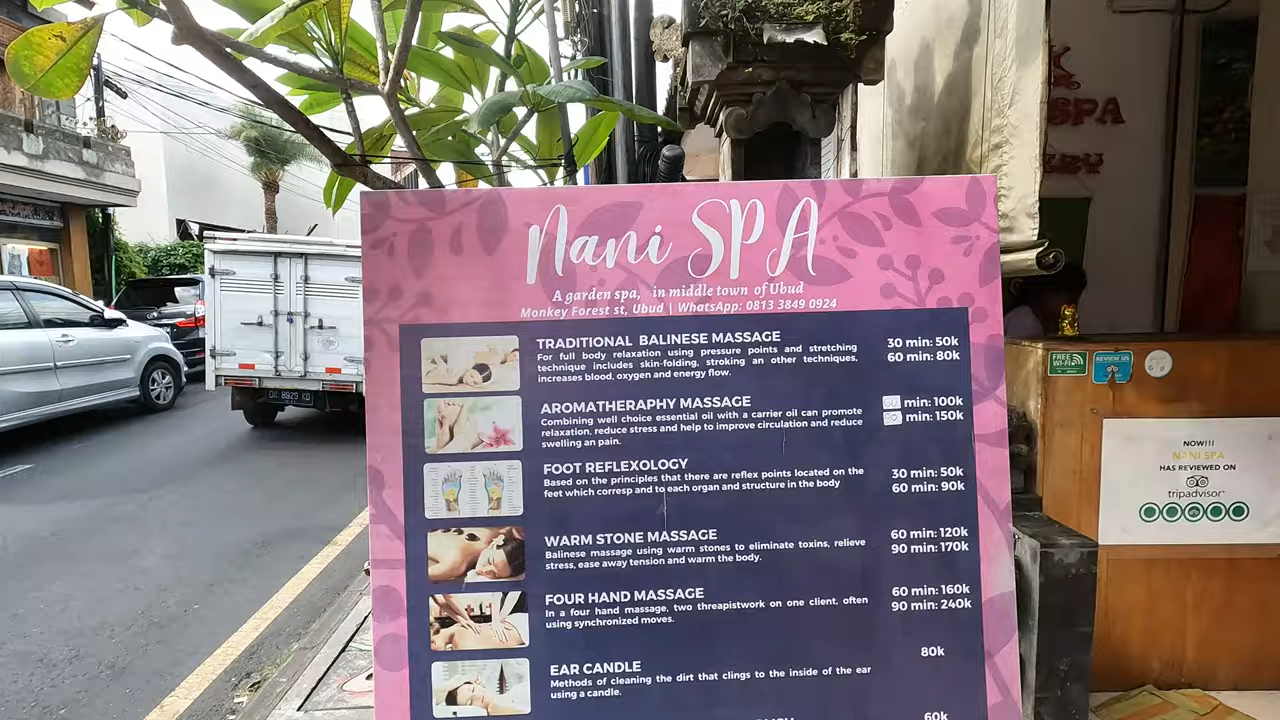 Nani SPA
A garden spa, in middle town of Ubud
Monkey Forest st, Ubud | WhatsApp: 0813 3849 0924
TRADITIONAL BALINESE MASSAGE
For full body relaxation using pressure points and stretching
technique includes skin-folding, stroking an other techniques,
increases blood, oxygen and energy flow.
30 min: 50k
60 min: 80k
AROMATHERAPHY MASSAGE
Combining well choice essential oil with a carrier oil can promote
relaxation, reduce stress and help to improve circulation and reduce
swelling an pain.
60 min: 100k
90 min: 150k
FOOT REFLEXOLOGY
Based on the principles that there are reflex points located on the
feet which corresp and to each organ and structure in the body
30 min: 50k
60 min: 90k
WARM STONE MASSAGE
Balinese massage using warm stones to eliminate toxins, relieve
stress, ease away tension and warm the body.
60 min: 120k
90 min: 170k
FOUR HAND MASSAGE
In a four hand massage, two threapistwork on one client, often
using synchronized moves.
60 min: 160k
90 min: 240k
EAR CANDLE
Methods of cleaning the dirt that clings to the inside of the ear
using a candle.
80k
60k
SPA
FREE
Wi-Fi
REVIEW US
NOW!!!
NANI SPA
HAS REVIEWED ON
tripadvisor
DK 8929 KD